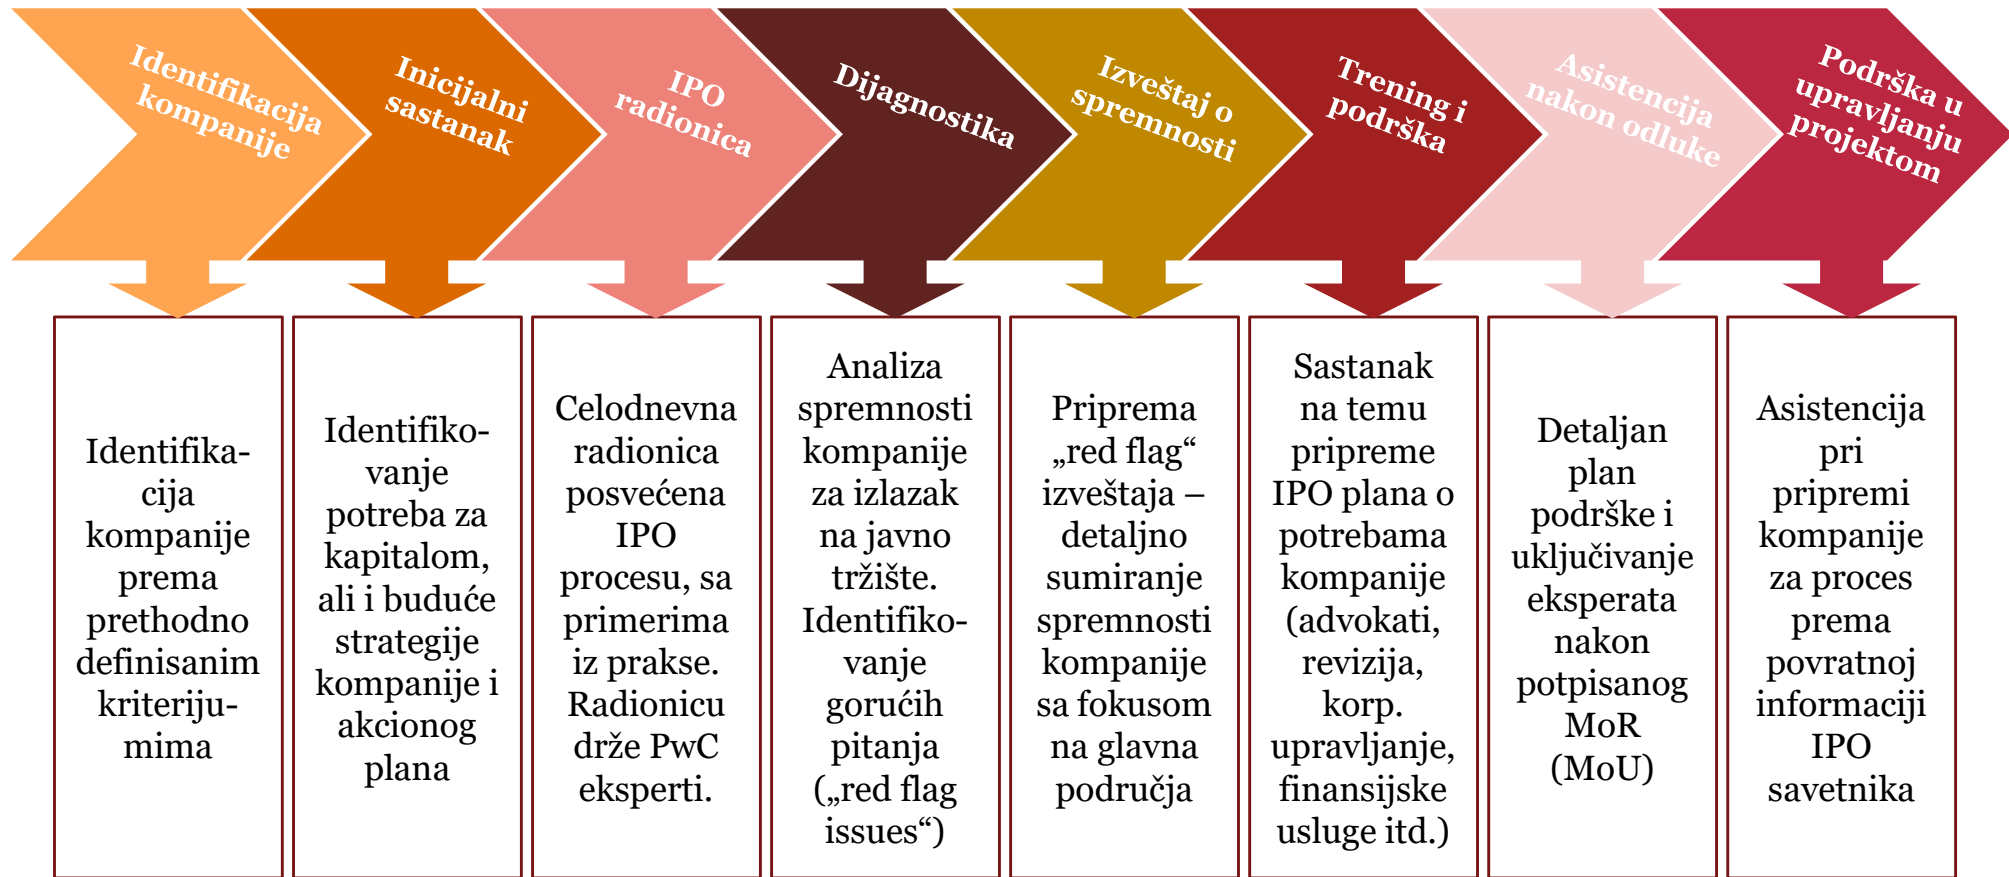 Identifikacija
kompanije
Inicijalni
sastanak
IPO
radionica
Dijagnostika
Izveštaj o
spremnosti
Trening i
podrška
Asistencija
nakon odluke
Podrška u
upravljanju
projektom
Identifika-
cija
kompanije
prema
prethodno
definisanim
kriteriju-
mima
Identifiko-
vanje
potreba za
kapitalom,
ali i buduće
strategije
kompanije i
akcionog
plana
Celodnevna
radionica
posvećena
IPO
procesu, sa
primerima
iz prakse.
Radionicu
drže PwC
eksperti.
Analiza
spremnosti
kompanije
za izlazak
na javno
tržište.
Identifiko-
vanje
gorućih
pitanja
(„red flag
issues“)
Priprema
„red flag“
izveštaja –
detaljno
sumiranje
spremnosti
kompanije
sa fokusom
na glavna
područja
Sastanak
na temu
pripreme
IPO plana o
potrebama
kompanije
(advokati,
revizija,
korp.
upravljanje,
finansijske
usluge itd.)
Detaljan
plan
podrške i
uključivanje
eksperata
nakon
potpisanog
MoR
(MoU)
Asistencija
pri
pripremi
kompanije
za proces
prema
povratnoj
informaciji
IPO
savetnika